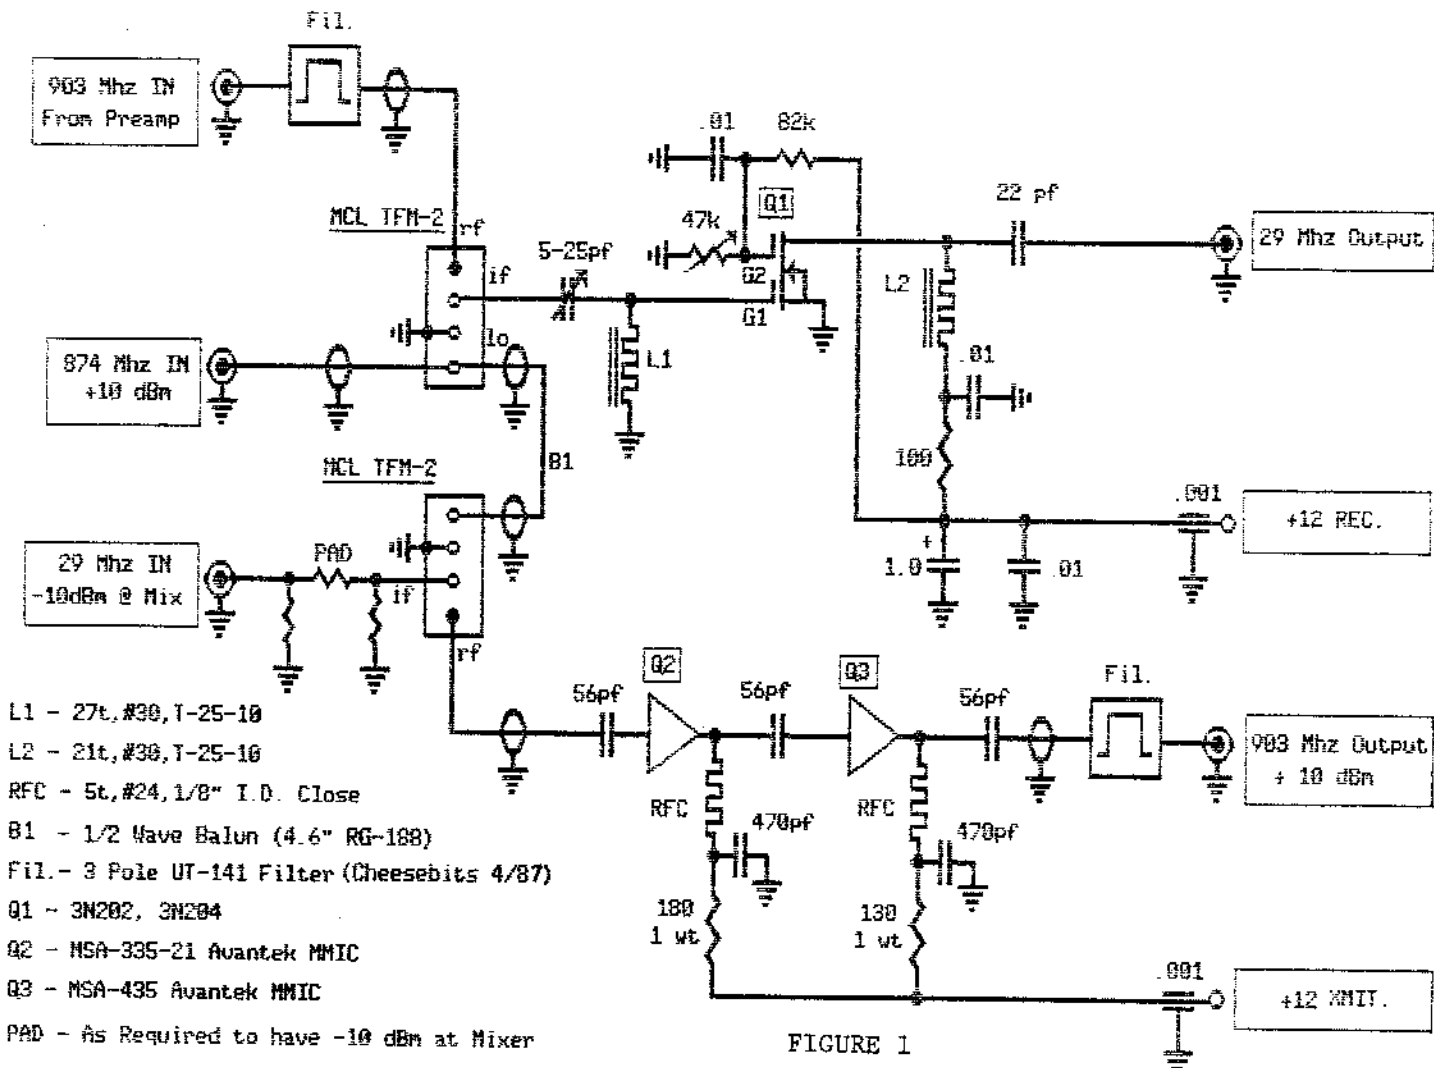 Fil.
903 Mhz IN
From Preamp
.01
82k
Q1
22 pf
MCL TFM-2
rf
47k
29 Mhz Output
5-25pf
if
G2
L2
G1
lo
.01
874 Mhz IN
+10 dBm
L1
100
B1
MCL TFM-2
.001
+12 REC.
29 Mhz IN
-10dBm @ Mix
PAD
if
+
1.0
.01
rf
Q2
Q3
Fil.
56pf
56pf
56pf
903 Mhz Output
+ 10 dBm
RFC
RFC
470pf
470pf
180
1 wt
130
1 wt
.001
+12 XMIT.
L1 - 27t,#30,T-25-10
L2 - 21t,#30,T-25-10
RFC - 5t,#24,1/8" I.D. Close
B1 - 1/2 Wave Balun (4.6" RG-188)
Fil.- 3 Pole UT-141 Filter (Cheesebits 4/87)
Q1 - 3N202, 3N204
Q2 - MSA-335-21 Avantek MMIC
Q3 - MSA-435 Avantek MMIC
PAD - As Required to have -10 dBm at Mixer
FIGURE 1